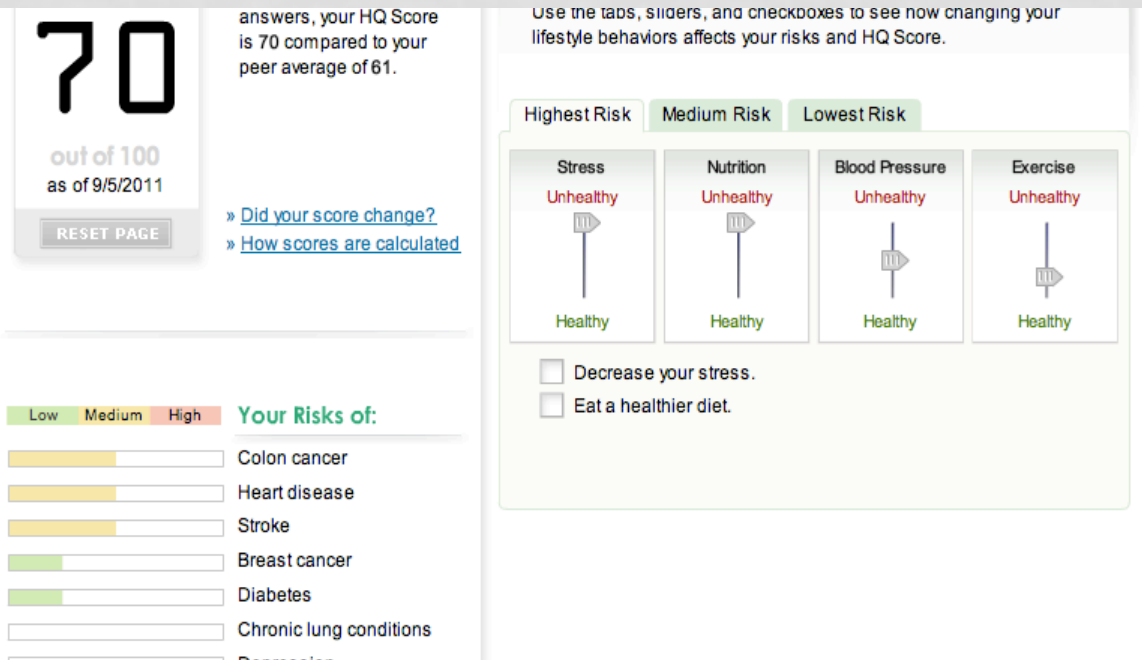 70
out of 100
as of 9/5/2011
RESET PAGE
answers, your HQ Score
is 70 compared to your
peer average of 61.
» Did your score change?
» How scores are calculated
Low Medium High
Your Risks of:
Colon cancer
Heart disease
Stroke
Breast cancer
Diabetes
Chronic lung conditions
Depression
Use the tabs, sliders, and checkboxes to see how changing your
lifestyle behaviors affects your risks and HQ Score.
Highest Risk Medium Risk Lowest Risk
Stress Nutrition Blood Pressure Exercise
Unhealthy Unhealthy Unhealthy Unhealthy
Healthy Healthy Healthy Healthy
Decrease your stress.
Eat a healthier diet.